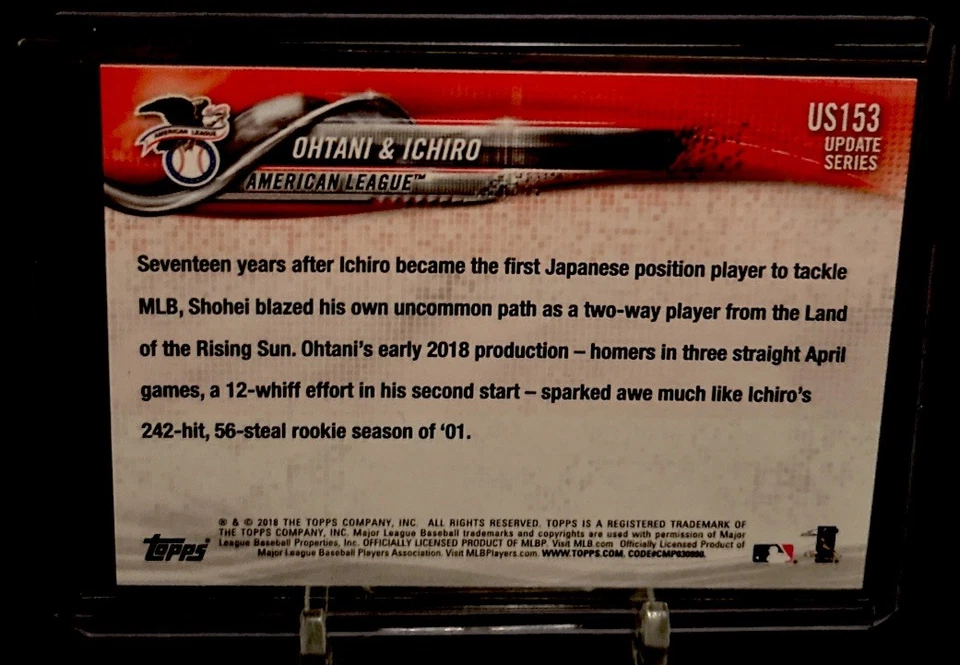 AMERICAN LEAGUE
OHTANI & ICHIRO
AMERICAN LEAGUE™
US153
UPDATE
SERIES
Seventeen years after Ichiro became the first Japanese position player to tackle
MLB, Shohei blazed his own uncommon path as a two-way player from the Land
of the Rising Sun. Ohtani's early 2018 production – homers in three straight April
games, a 12-whiff effort in his second start – sparked awe much like Ichiro's
242-hit, 56-steal rookie season of '01.
topps®
® & © 2018 THE TOPPS COMPANY, INC. ALL RIGHTS RESERVED. TOPPS IS A REGISTERED TRADEMARK OF
THE TOPPS COMPANY, INC. Major League Baseball trademarks and copyrights are used with permission of Major
League Baseball Properties, Inc. OFFICIALLY LICENSED PRODUCT OF MLBP. Visit MLB.com Officially Licensed Product of
Major League Baseball Players Association. Visit MLBPlayers.com. WWW.TOPPS.COM.